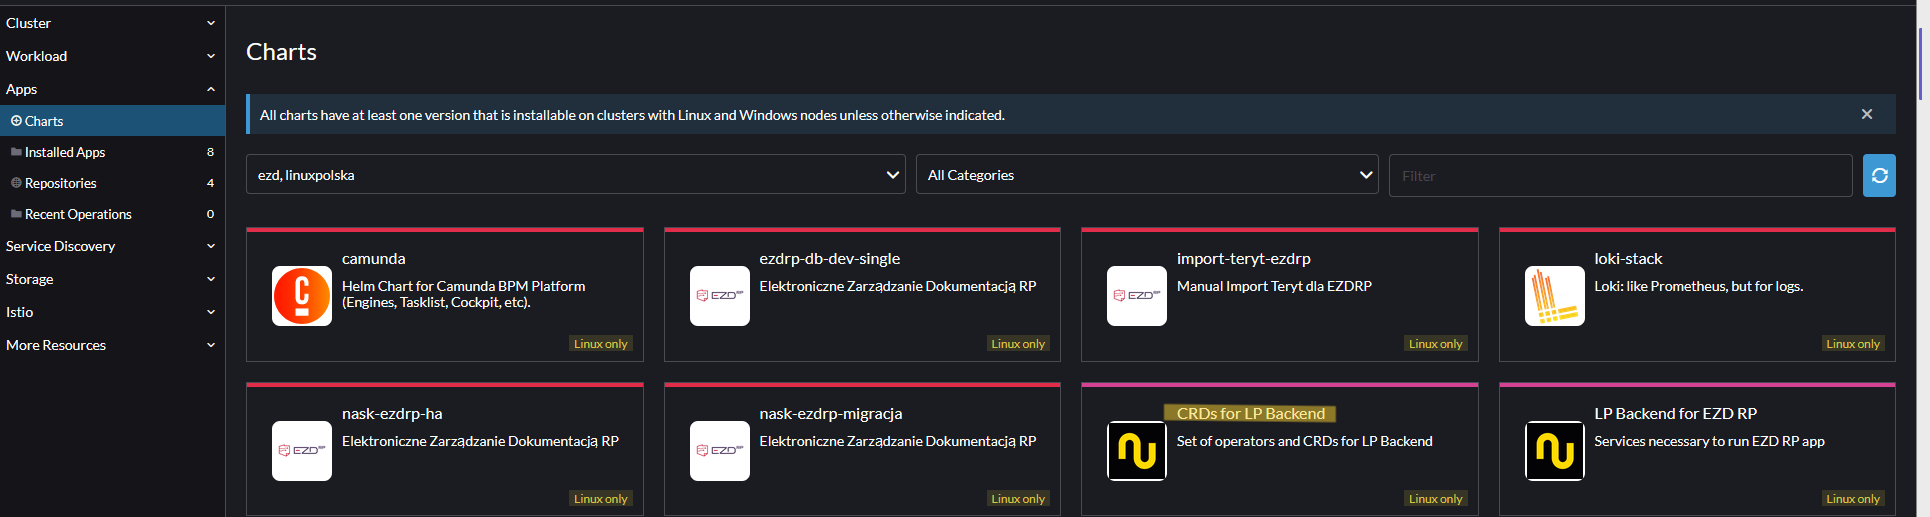 Cluster
Workload
Apps
Charts
Installed Apps 8
Repositories 4
Recent Operations 0
Service Discovery
Storage
Istio
More Resources
Charts
All charts have at least one version that is installable on clusters with Linux and Windows nodes unless otherwise indicated.
ezd, linuxpolska
All Categories
Filter
camunda
Helm Chart for Camunda BPM Platform
(Engines, Tasklist, Cockpit, etc).
Linux only
EZD RP
ezdrp-db-dev-single
Elektroniczne Zarządzanie Dokumentacją RP
Linux only
EZD RP
import-teryt-ezdrp
Manual Import Teryt dla EZDRP
Linux only
loki-stack
Loki: like Prometheus, but for logs.
Linux only
EZD RP
nask-ezdrp-ha
Elektroniczne Zarządzanie Dokumentacją RP
Linux only
EZD RP
nask-ezdrp-migracja
Elektroniczne Zarządzanie Dokumentacją RP
Linux only
CRDs for LP Backend
Set of operators and CRDs for LP Backend
Linux only
LP Backend for EZD RP
Services necessary to run EZD RP app
Linux only